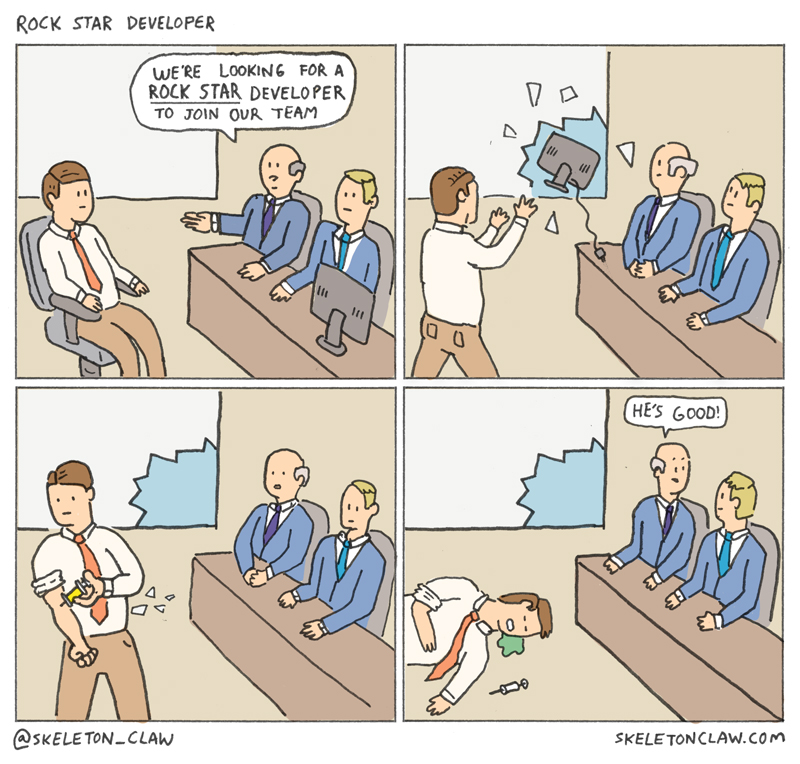 ROCK STAR DEVELOPER
WE'RE LOOKING FOR A
ROCK STAR DEVELOPER
TO JOIN OUR TEAM
HE'S GOOD!
@SKELETON_CLAW
SKELETONCLAW.COM